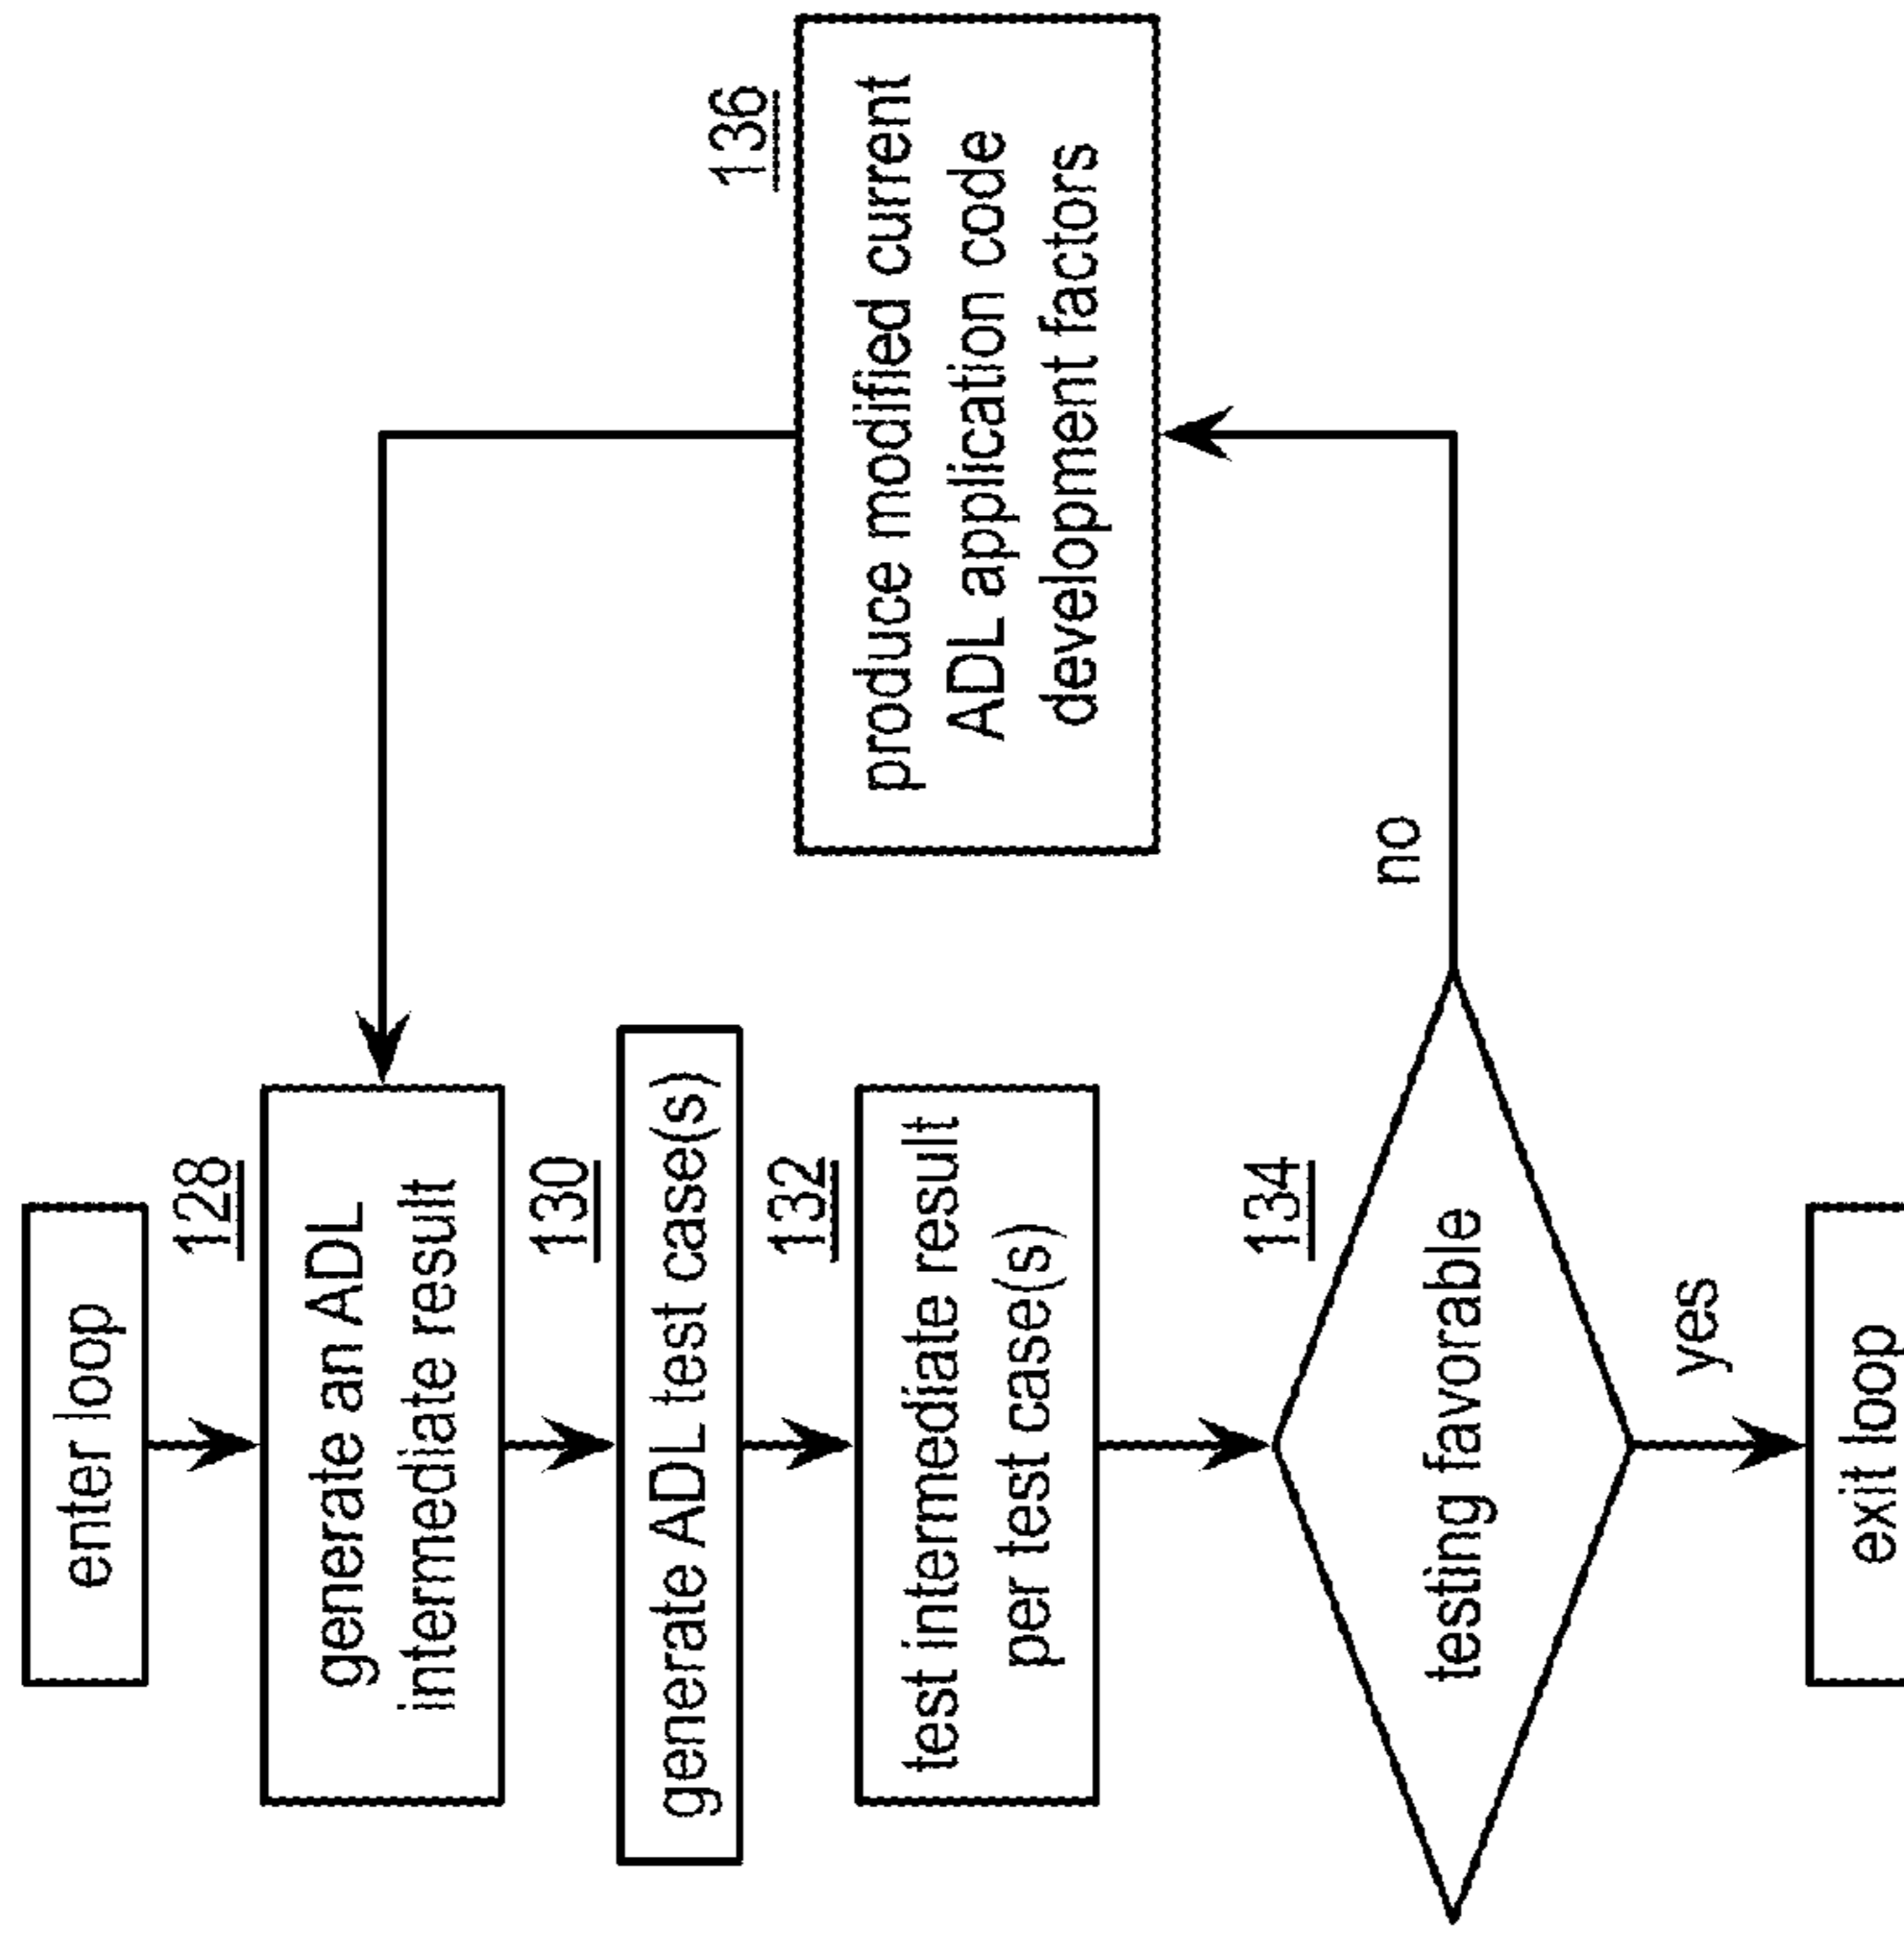 enter loop
128
generate an ADL
intermediate result
130
generate ADL test case(s)
132
test intermediate result
per test case(s)
134
testing favorable
no
yes
exit loop
136
produce modified current
ADL application code
development factors